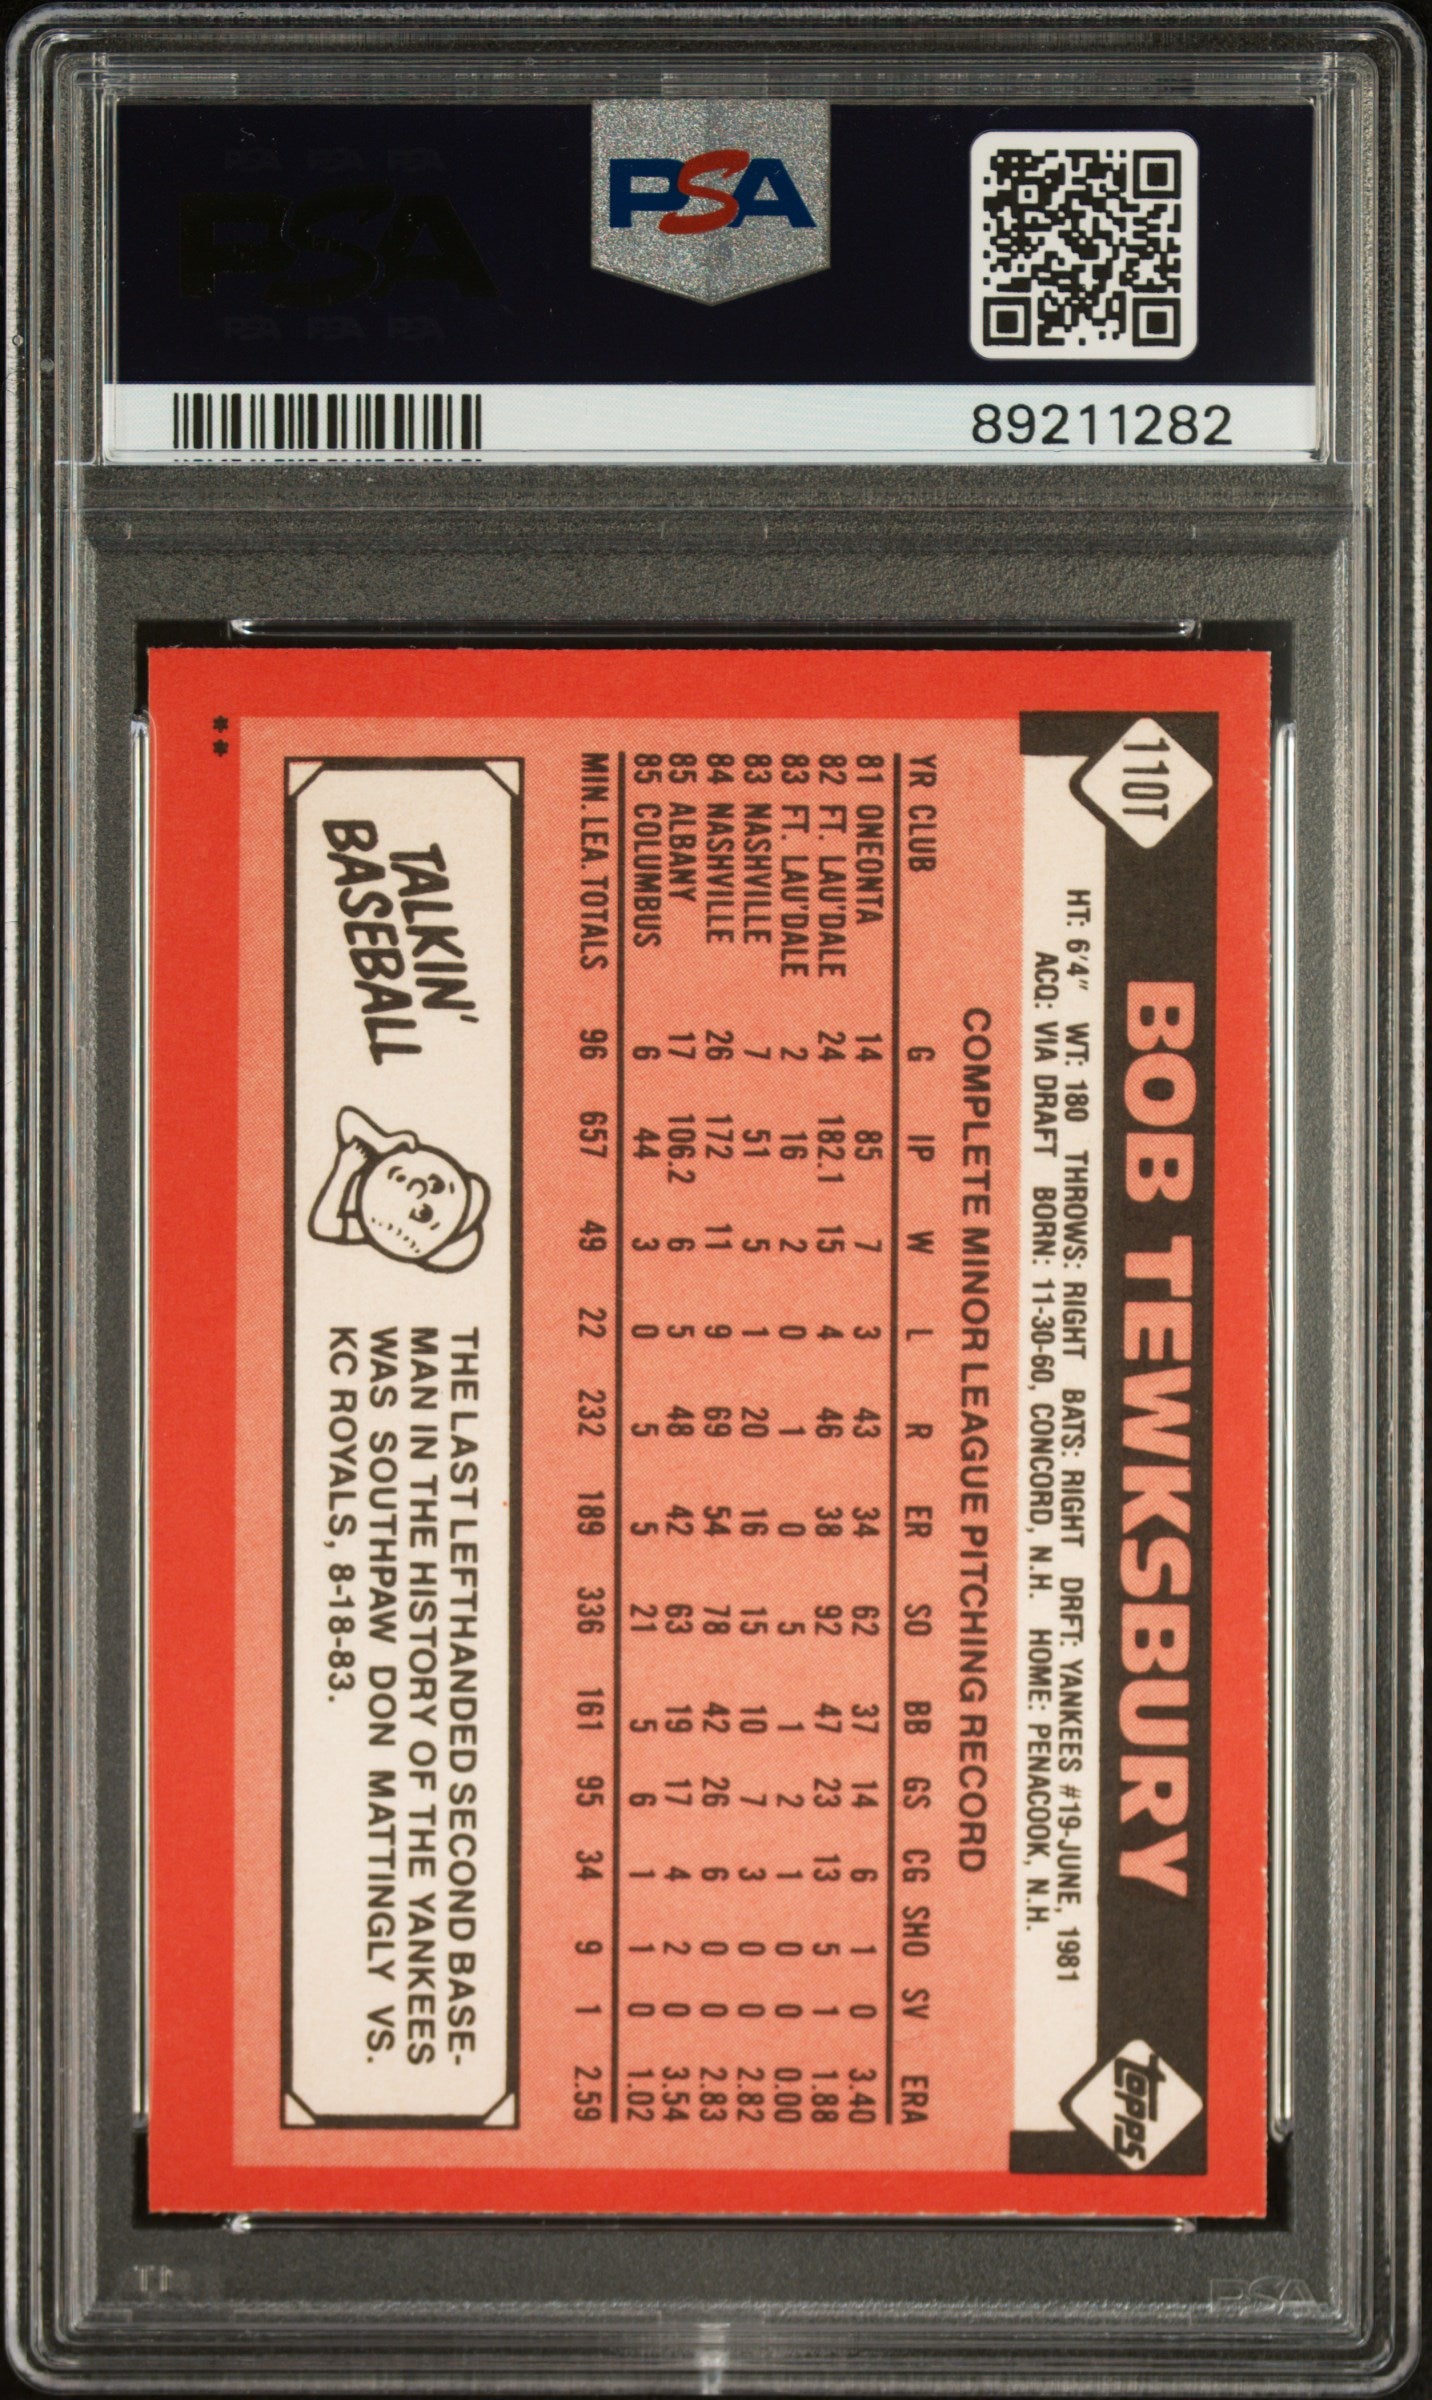 PSA PSA PSA
PSA
PSA PSA PSA
PSA
89211282
110T
BOB TEWKSBURY
topps
HT: 6'4" WT: 180 THROWS: RIGHT BATS: RIGHT DRFT: YANKEES #19-JUNE, 1981
ACQ: VIA DRAFT BORN: 11-30-60, CONCORD, N.H. HOME: PENACOOK, N.H.
COMPLETE MINOR LEAGUE PITCHING RECORD
YR CLUB G IP W L R ER SO BB GS CG SHO SV ERA
81 ONEONTA 14 85 7 3 43 34 62 37 14 6 1 0 3.40
82 FT. LAU'DALE 24 182.1 15 4 46 38 92 47 23 13 5 1 1.88
83 FT. LAU'DALE 2 16 2 0 1 0 5 1 2 1 0 0 0.00
83 NASHVILLE 7 51 5 1 20 16 15 10 7 3 0 0 2.82
84 NASHVILLE 26 172 11 9 69 54 78 42 26 6 0 0 2.83
85 ALBANY 17 106.2 6 5 48 42 63 19 17 4 2 0 3.54
85 COLUMBUS 6 44 3 0 5 5 21 5 6 1 1 0 1.02
MIN. LEA. TOTALS 96 657 49 22 232 189 336 161 95 34 9 1 2.59
TALKIN'
BASEBALL
THE LAST LEFTHANDED SECOND BASE-
MAN IN THE HISTORY OF THE YANKEES
WAS SOUTHPAW DON MATTINGLY VS.
KC ROYALS, 8-18-83.
**
PSA